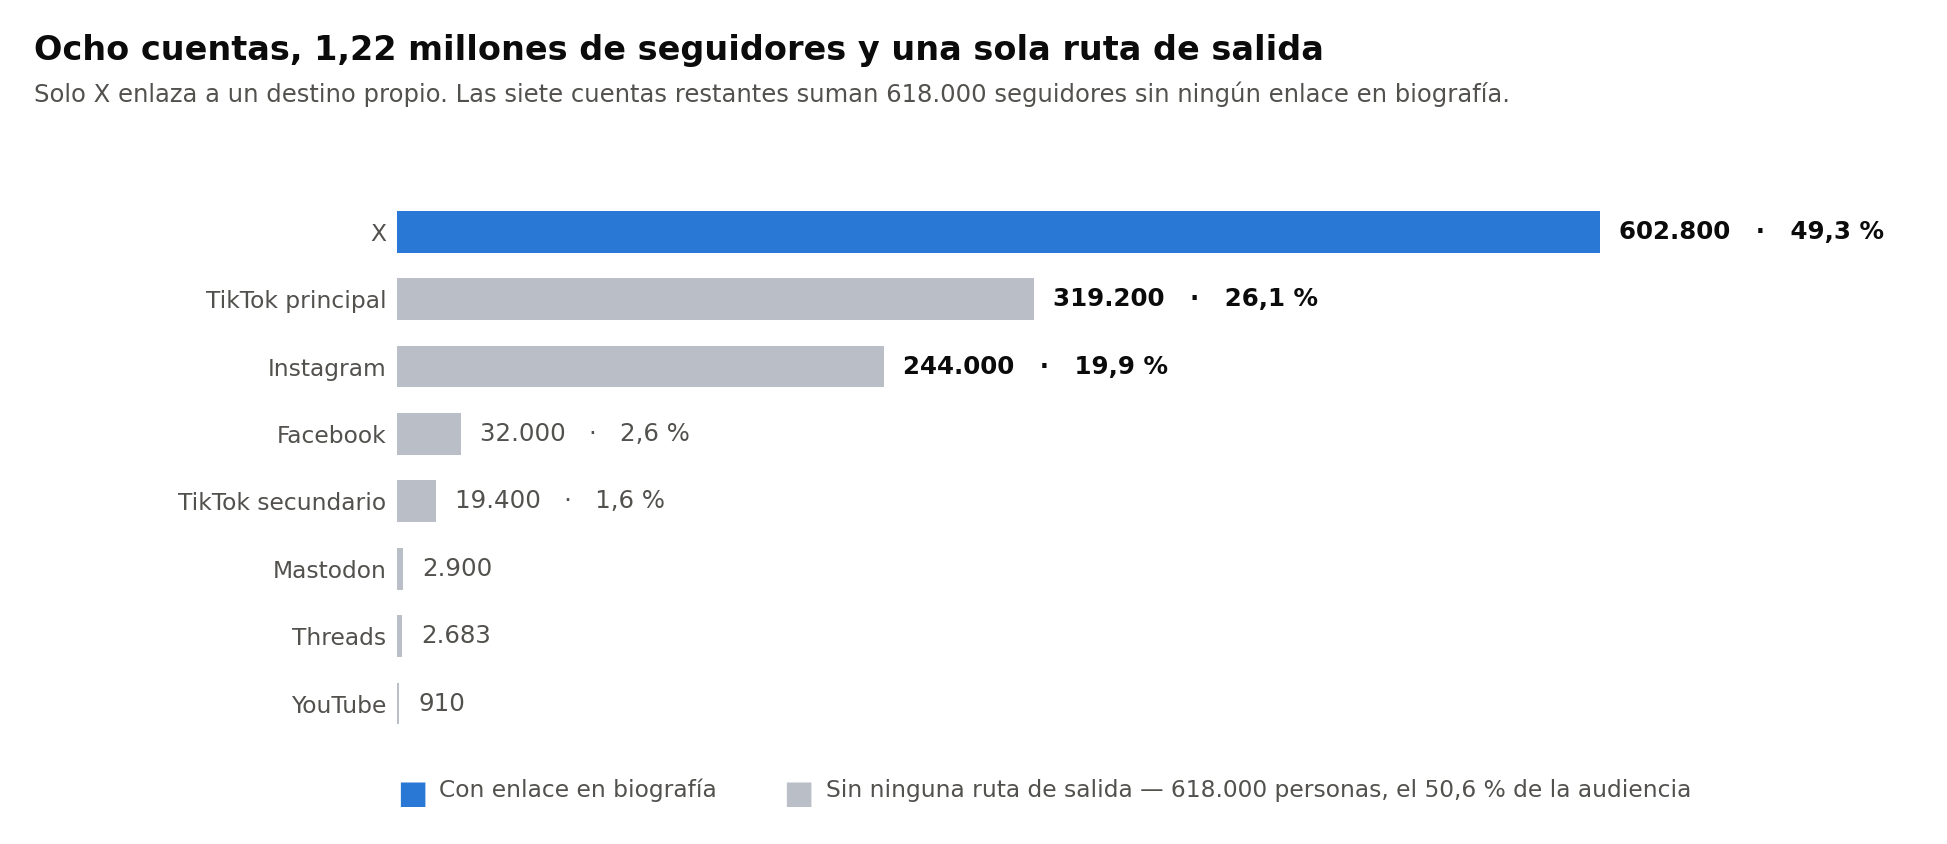 Ocho cuentas, 1,22 millones de seguidores y una sola ruta de salida
Solo X enlaza a un destino propio. Las siete cuentas restantes suman 618.000 seguidores sin ningún enlace en biografía.
X 602.800 · 49,3 %
TikTok principal 319.200 · 26,1 %
Instagram 244.000 · 19,9 %
Facebook 32.000 · 2,6 %
TikTok secundario 19.400 · 1,6 %
Mastodon 2.900
Threads 2.683
YouTube 910
Con enlace en biografía Sin ninguna ruta de salida — 618.000 personas, el 50,6 % de la audiencia